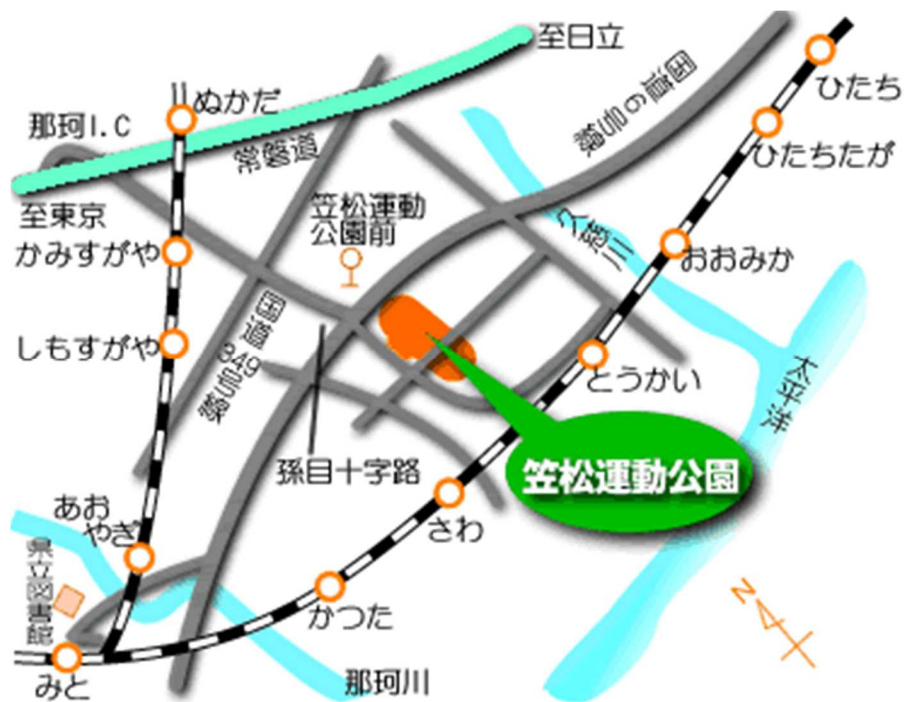 至日立
国道6号線
ひたち
ぬかだ
那珂I.C
常磐道
ひたちたが
至東京
笠松運動
公園前
久慈川
かみすがや
おおみか
国道
349
号線
しもすがや
とうかい
太平洋
孫目十字路
笠松運動公園
あお
やぎ
さわ
県立図書館
かつた
N
みと
那珂川